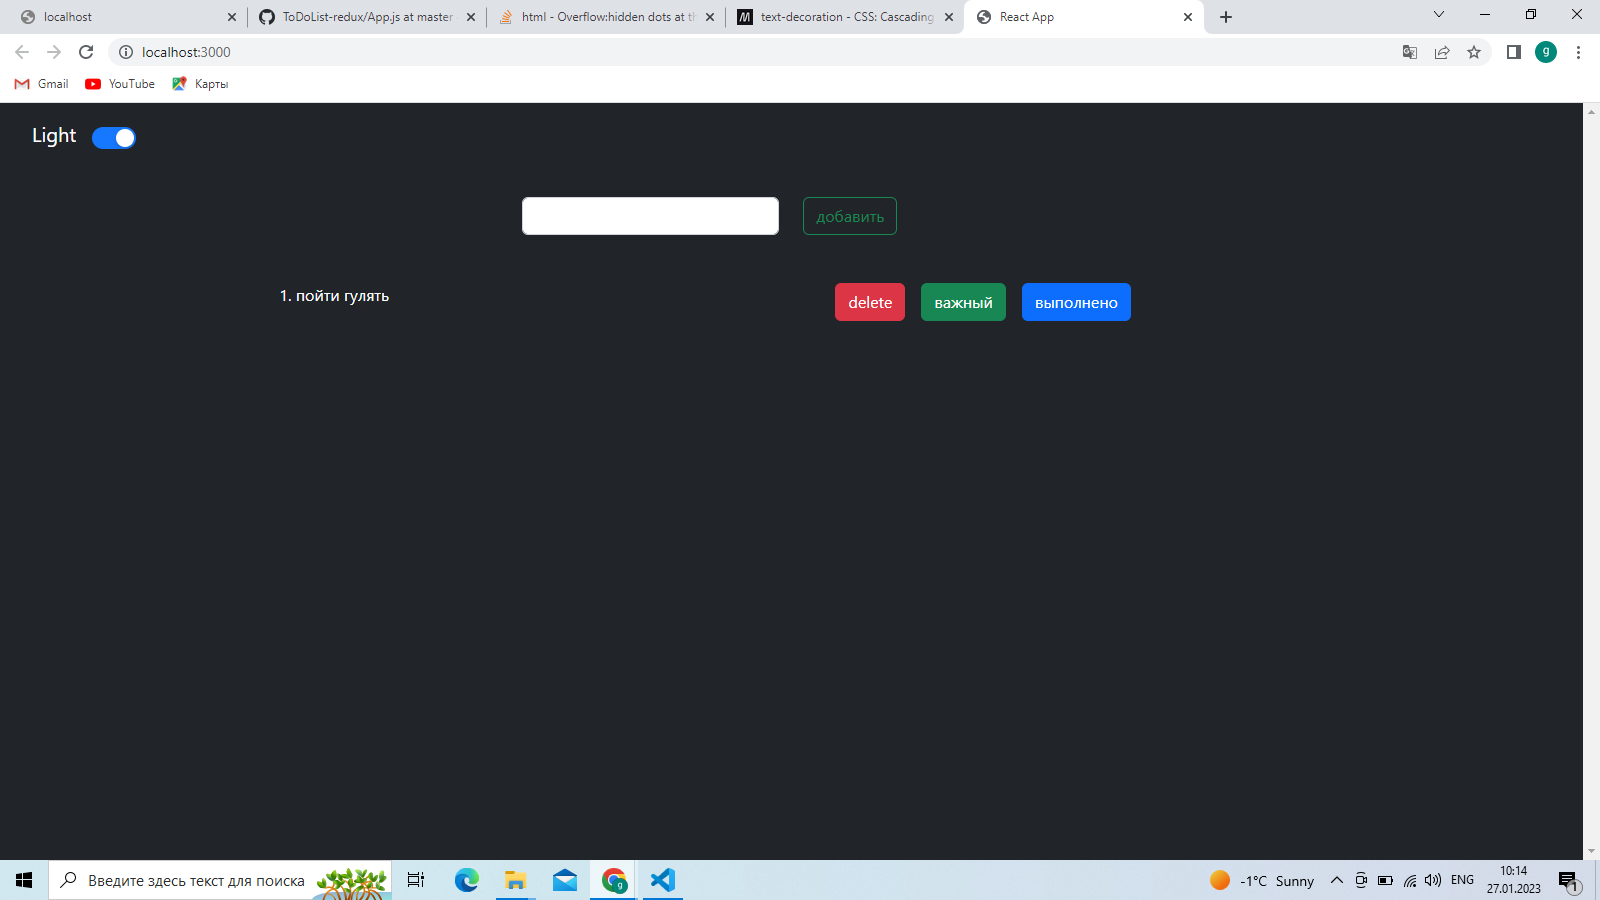 localhost
ToDoList-redux/App.js at master
html - Overflow:hidden dots at th
text-decoration - CSS: Cascading
React App
localhost:3000
g
Gmail
YouTube
Карты
Light
добавить
1. пойти гулять
delete
важный
выполнено
Введите здесь текст для поиска
g
-1°C Sunny
ENG
10:14
27.01.2023
1